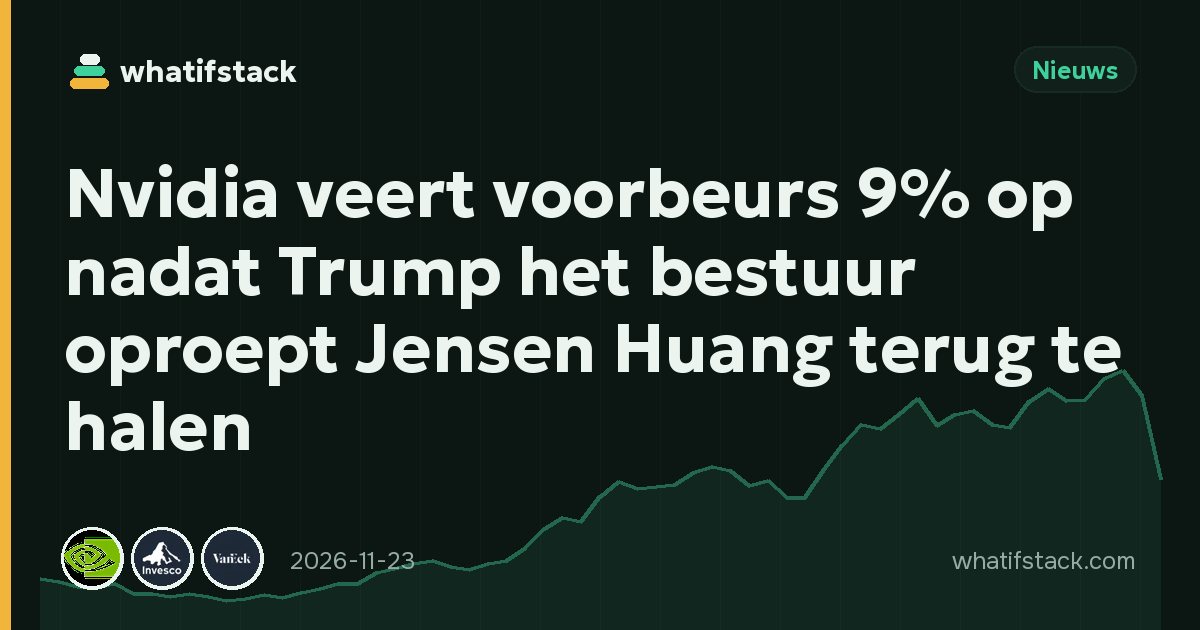 whatifstack
Nieuws
Nvidia veert voorbeurs 9% op
nadat Trump het bestuur
oproept Jensen Huang terug te
halen
Invesco
VanEck
2026-11-23
whatifstack.com